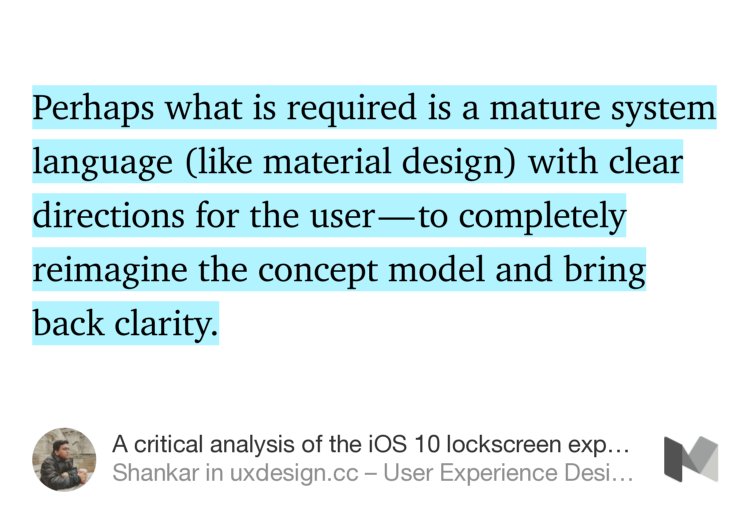 Perhaps what is required is a mature system
language (like material design) with clear
directions for the user—to completely
reimagine the concept model and bring
back clarity.
A critical analysis of the iOS 10 lockscreen exp…
Shankar in uxdesign.cc – User Experience Desi…